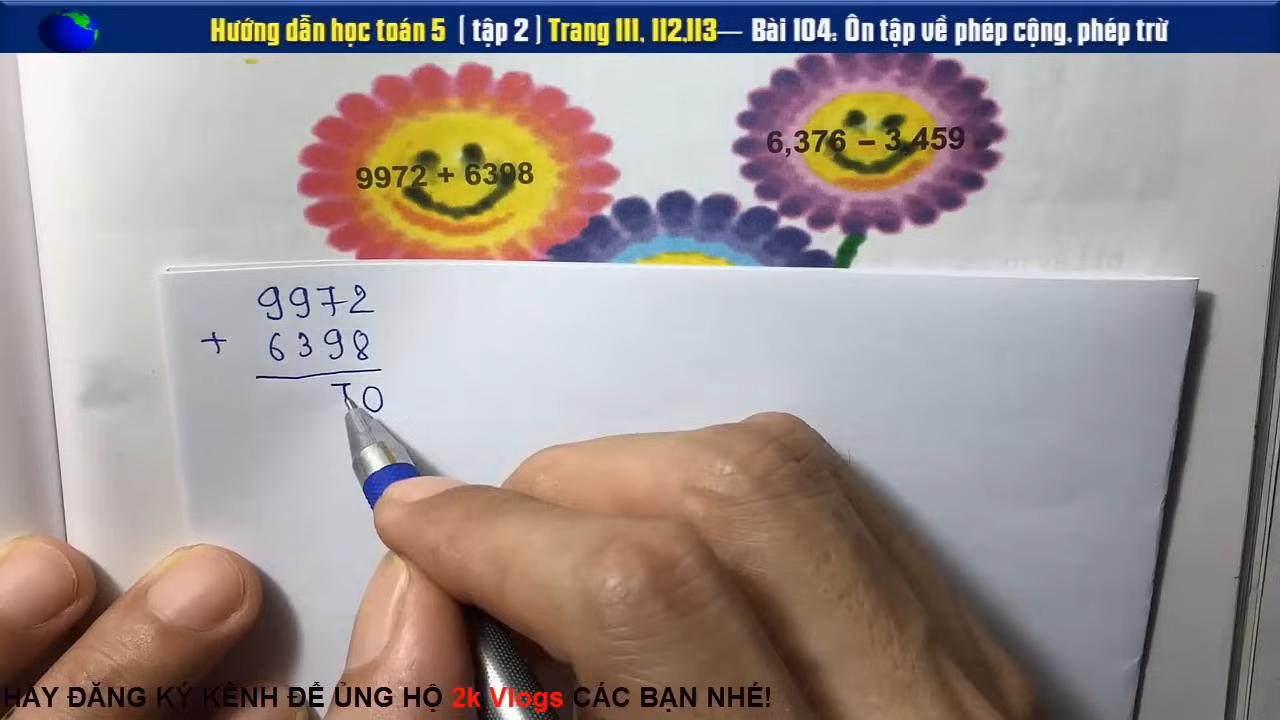 Hướng dẫn học toán 5 ( tập 2 ) Trang 111, 112,113– Bài 104: Ôn tập về phép cộng, phép trừ
9972 + 6398
6,376 – 3,459
9972
+ 6398
70
HÃY ĐĂNG KÝ KÊNH ĐỂ ỦNG HỘ 2k Vlogs CÁC BẠN NHÉ!